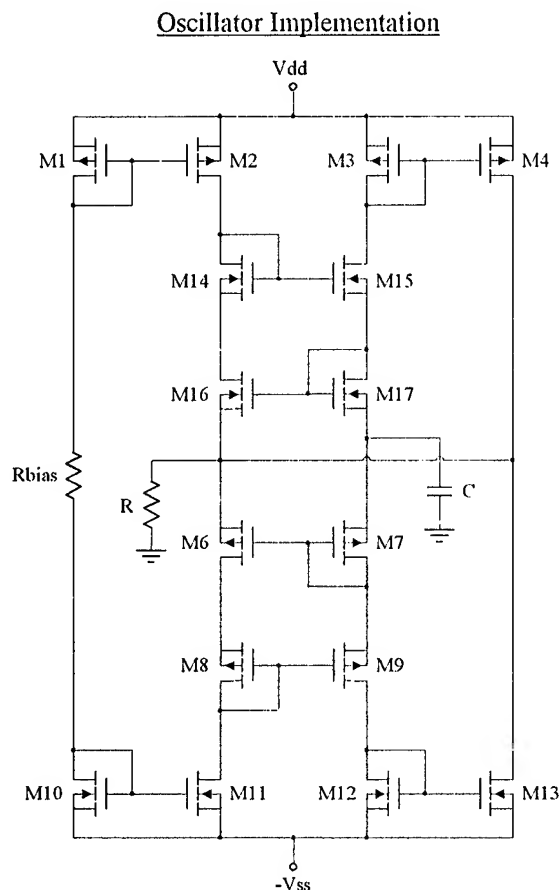 Oscillator Implementation
Vdd
M1 M2 M3 M4
M14 M15
M16 M17
Rbias R C
M6 M7
M8 M9
M10 M11 M12 M13
-Vss